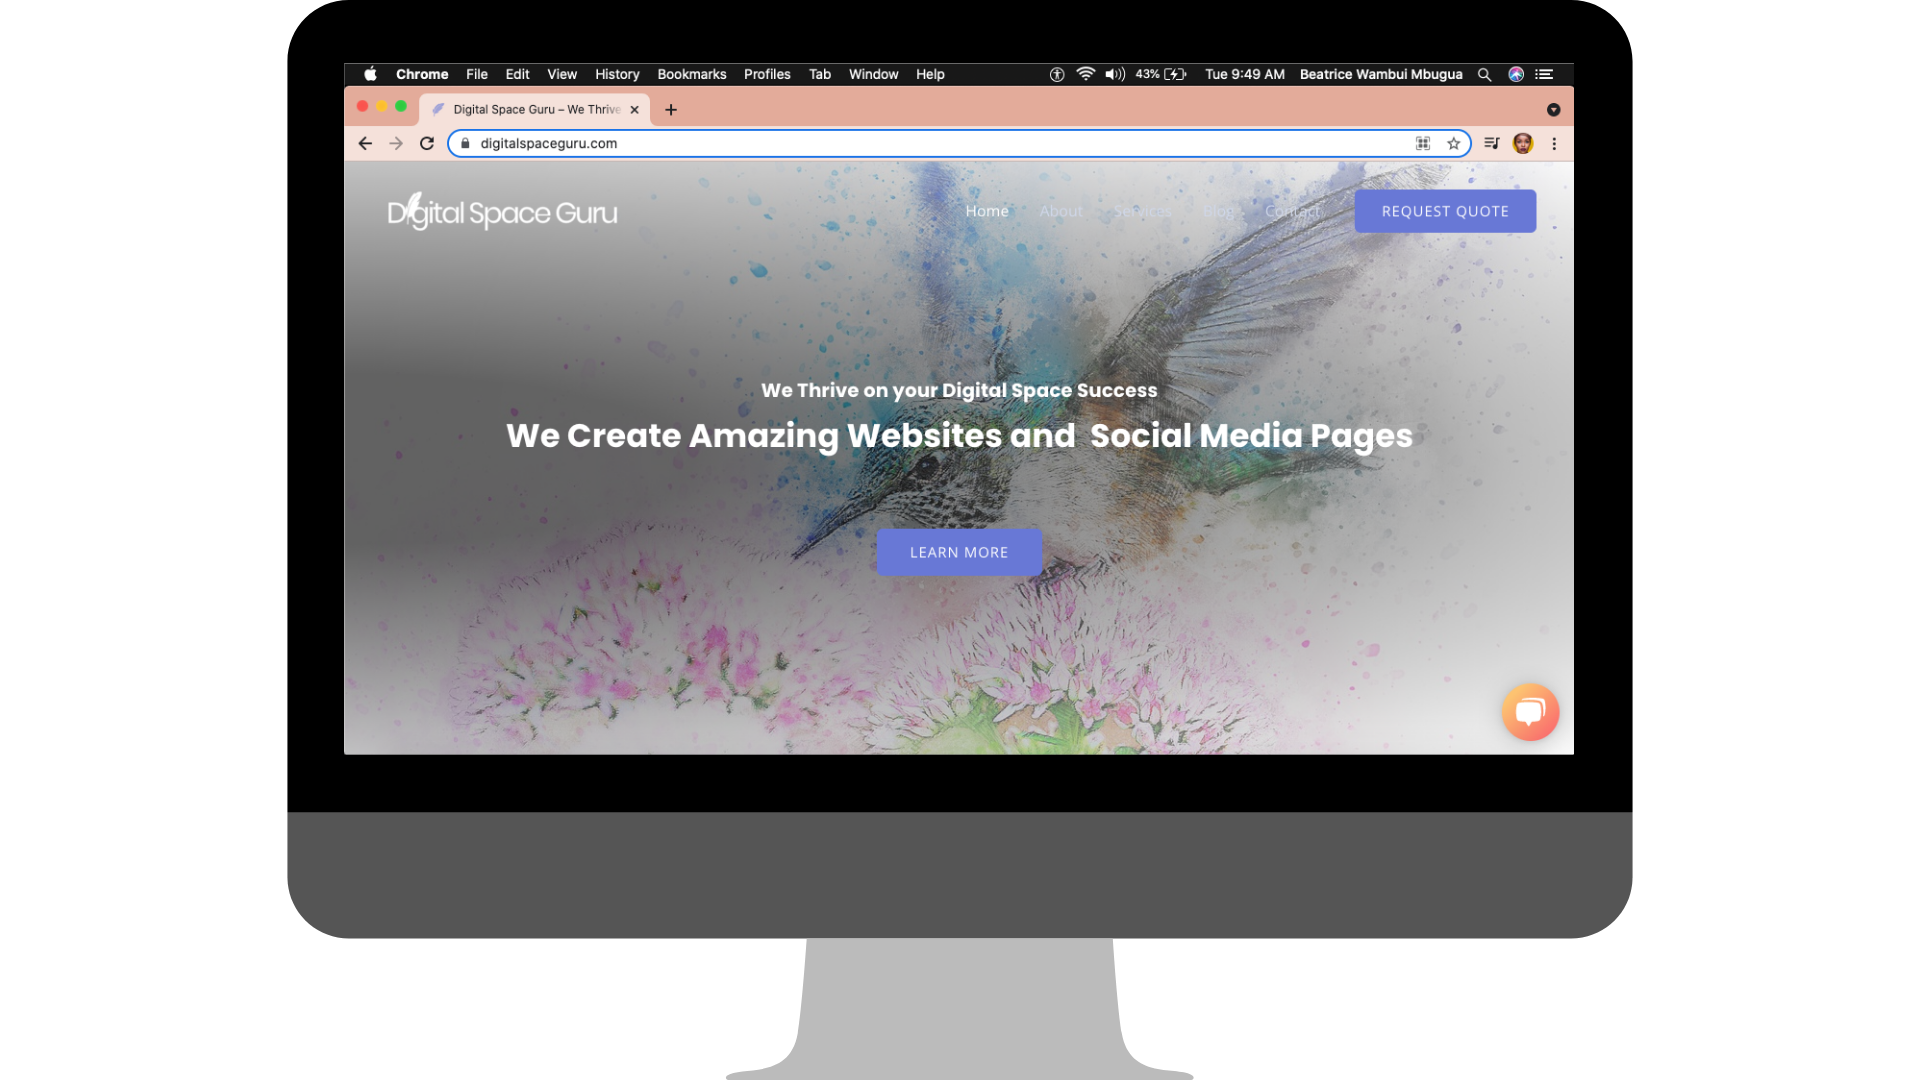 Chrome File Edit View History Bookmarks Profiles Tab Window Help 43% Tue 9:49 AM Beatrice Wambui Mbugua
Digital Space Guru – We Thrive
digitalspaceguru.com
Digital Space Guru Home About Services Blog Contact REQUEST QUOTE
We Thrive on your Digital Space Success
We Create Amazing Websites and Social Media Pages
LEARN MORE